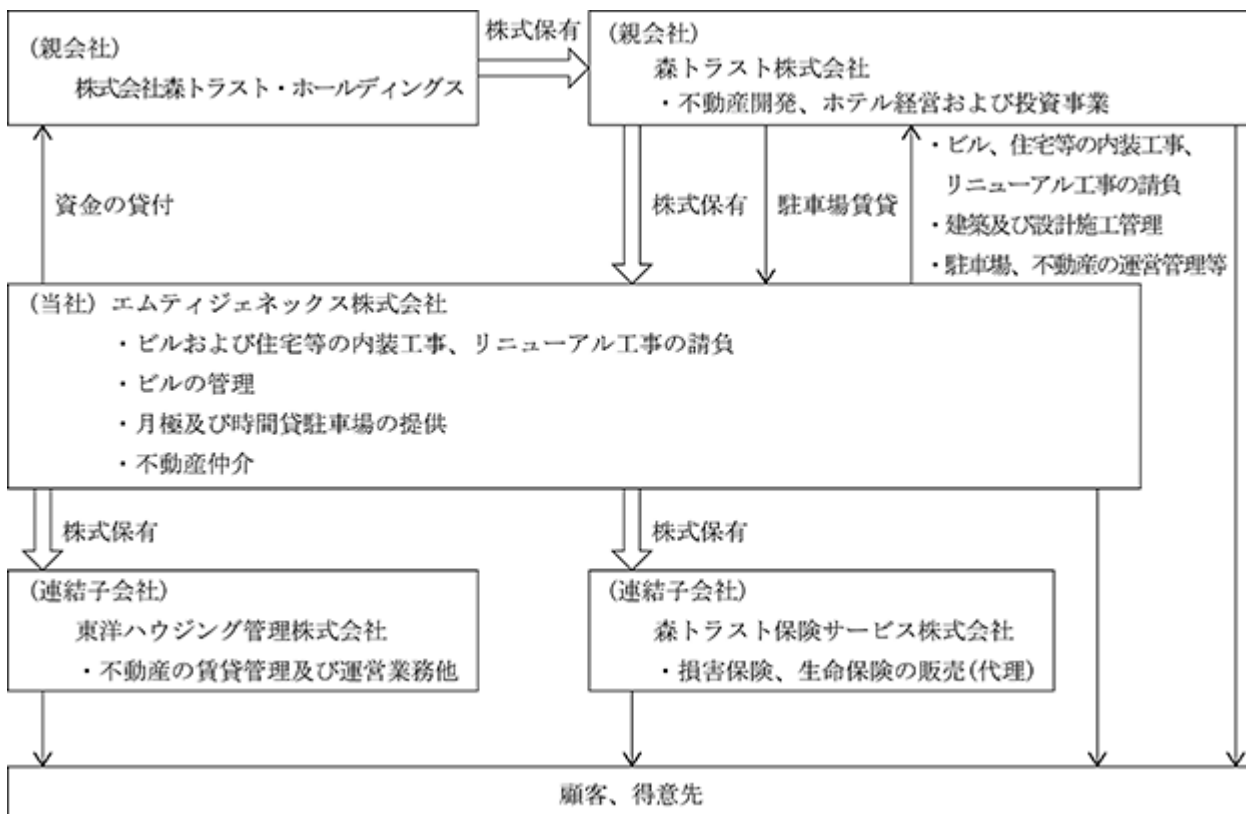 (親会社)
株式会社森トラスト・ホールディングス
株式保有
(親会社)
森トラスト株式会社
・不動産開発、ホテル経営および投資事業
資金の貸付
株式保有
駐車場賃貸
・ビル、住宅等の内装工事、
リニューアル工事の請負
・建築及び設計施工管理
・駐車場、不動産の運営管理等
(当社) エムティジェネックス株式会社
・ビルおよび住宅等の内装工事、リニューアル工事の請負
・ビルの管理
・月極及び時間貸駐車場の提供
・不動産仲介
株式保有
株式保有
(連結子会社)
東洋ハウジング管理株式会社
・不動産の賃貸管理及び運営業務他
(連結子会社)
森トラスト保険サービス株式会社
・損害保険、生命保険の販売(代理)
顧客、得意先